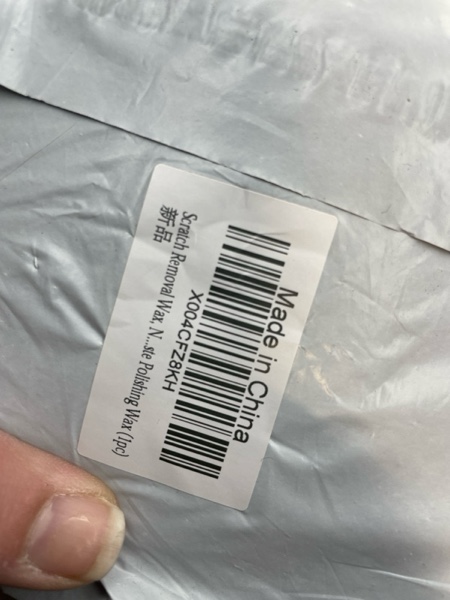 Made in China
X004CFZ8KH
Scratch Removal Wax, N...ste Polishing Wax (1pc)
新品